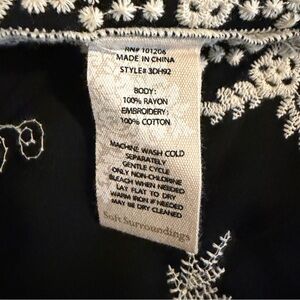 RN# 101206
MADE IN CHINA
STYLE# 3DH92
BODY:
100% RAYON
EMBROIDERY:
100% COTTON
MACHINE WASH COLD
SEPARATELY
GENTLE CYCLE
ONLY NON-CHLORINE
BLEACH WHEN NEEDED
LAY FLAT TO DRY
WARM IRON IF NEEDED
MAY BE DRY CLEANED
Soft Surroundings